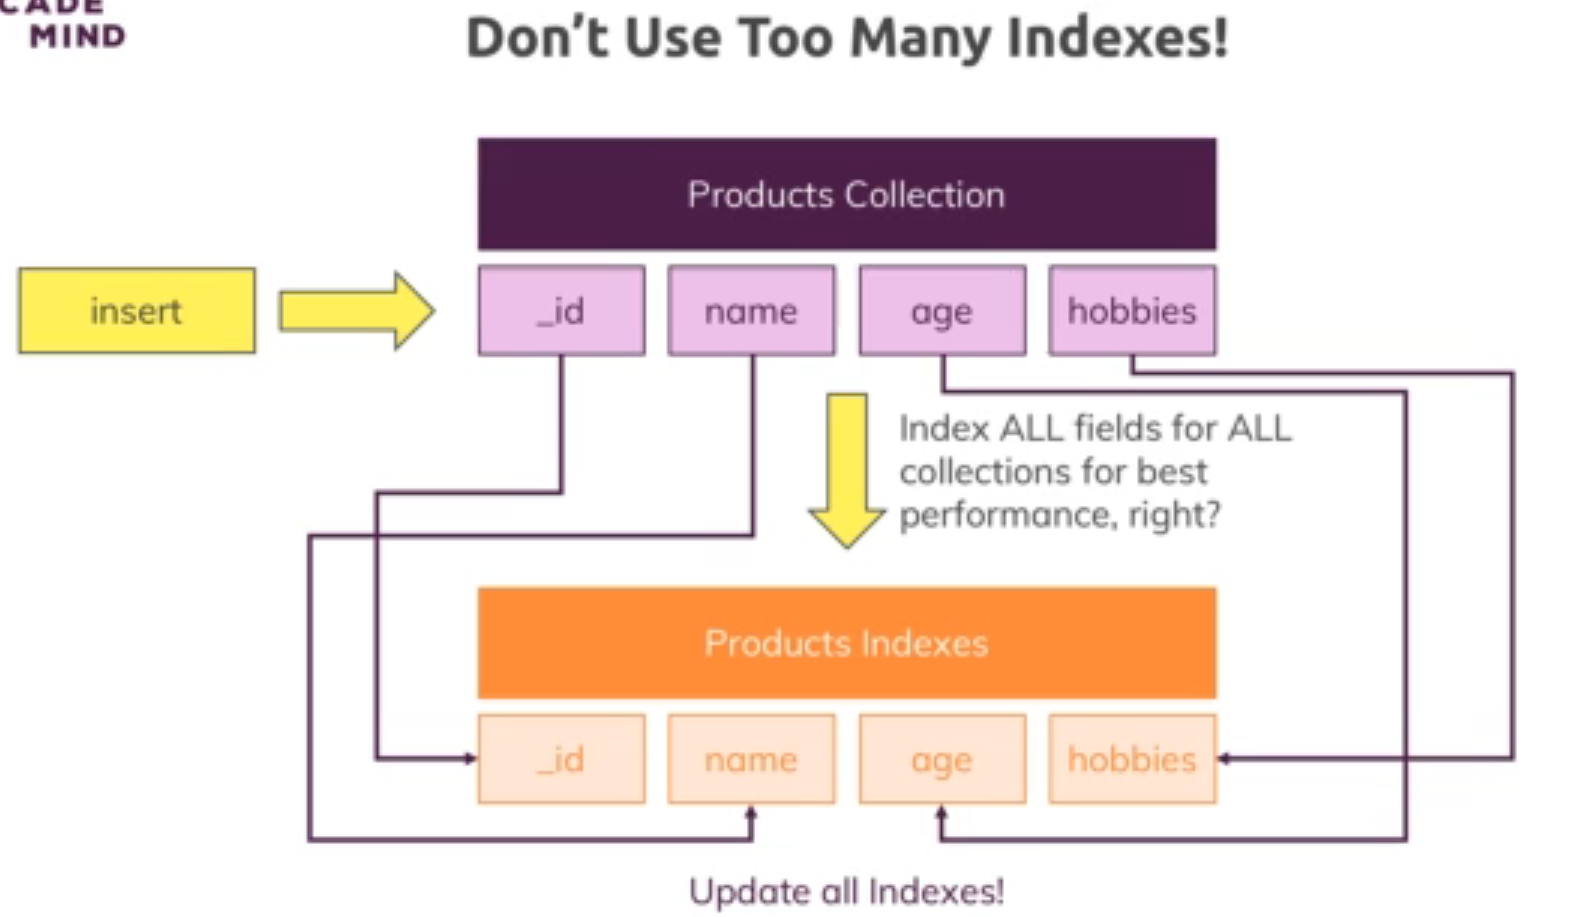 CADE
MIND
Don't Use Too Many Indexes!
Products Collection
insert
_id
name
age
hobbies
Index ALL fields for ALL
collections for best
performance, right?
Products Indexes
_id
name
age
hobbies
Update all Indexes!